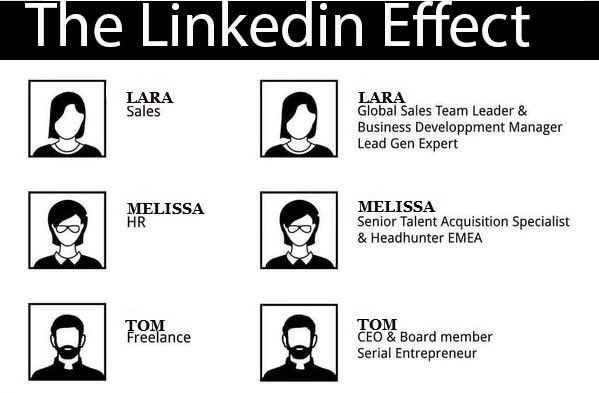 The Linkedin Effect
LARA
Sales
LARA
Global Sales Team Leader &
Business Developpment Manager
Lead Gen Expert
MELISSA
HR
MELISSA
Senior Talent Acquisition Specialist
& Headhunter EMEA
TOM
Freelance
TOM
CEO & Board member
Serial Entrepreneur